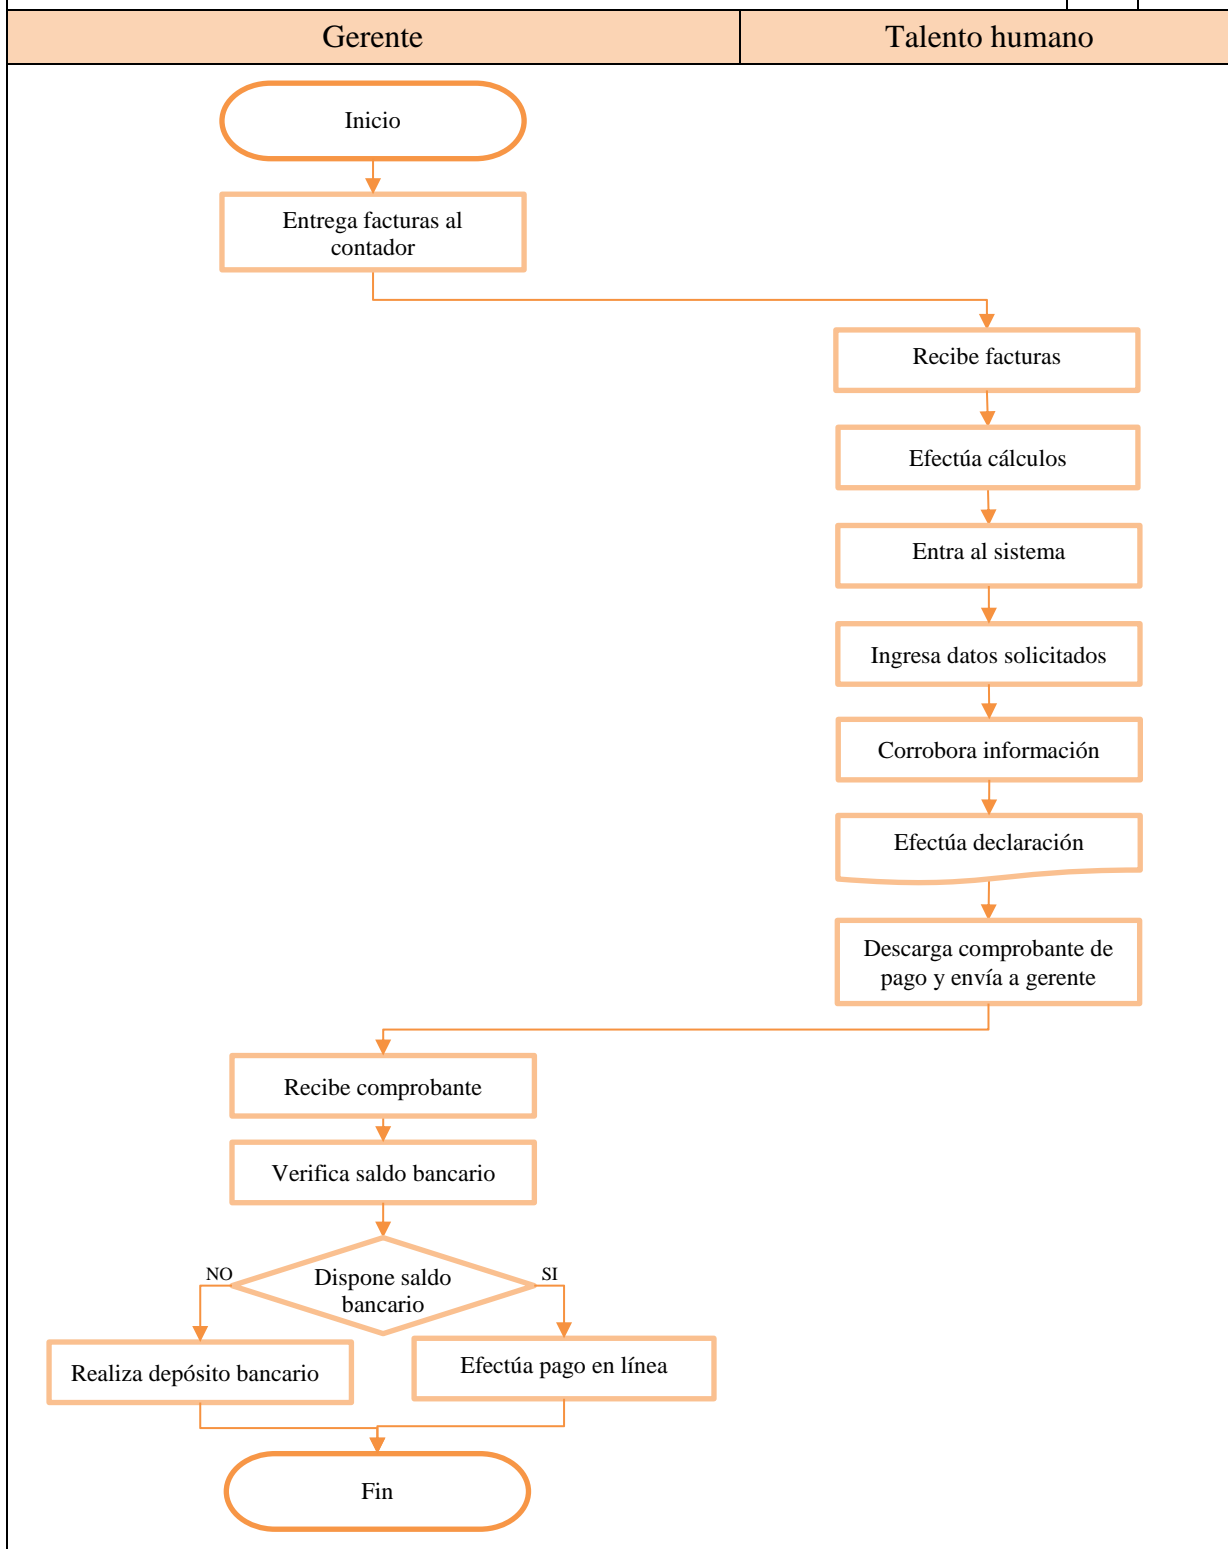 Gerente
Talento humano
Inicio
Entrega facturas al
contador
Recibe facturas
Efectúa cálculos
Entra al sistema
Ingresa datos solicitados
Corrobora información
Efectúa declaración
Descarga comprobante de
pago y envía a gerente
Recibe comprobante
Verifica saldo bancario
NO
Dispone saldo
bancario
SI
Realiza depósito bancario
Efectúa pago en línea
Fin